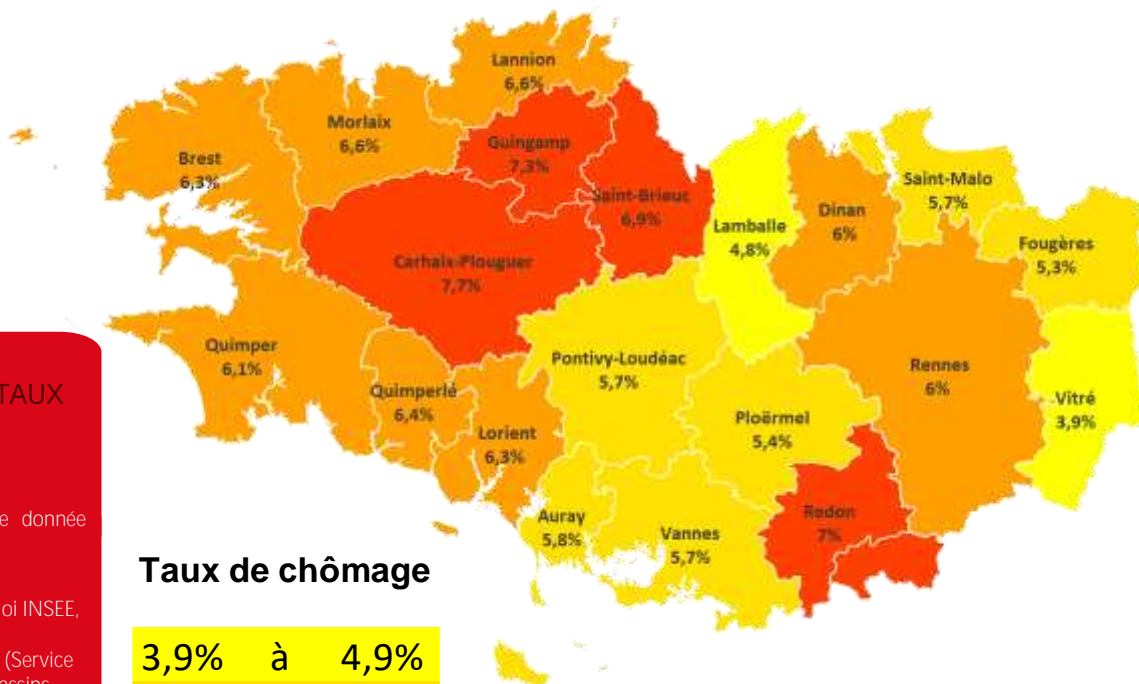 Lannion
6,6%
Morlaix
6,6%
Guingamp
7,3%
Brest
6,3%
Saint-Brieuc
6,9%
Saint-Malo
5,7%
Dinan
6%
Lamballe
4,8%
Fougères
5,3%
Carhaix-Plouguer
7,7%
Quimper
6,1%
Pontivy-Loudéac
5,7%
Rennes
6%
Quimperlé
6,4%
Vitré
3,9%
Ploërmel
5,4%
Lorient
6,3%
Auray
5,8%
Vannes
5,7%
Redon
7%
TAUX
e donnée
oi INSEE,
(Service
Taux de chômage
3,9% à 4,9%